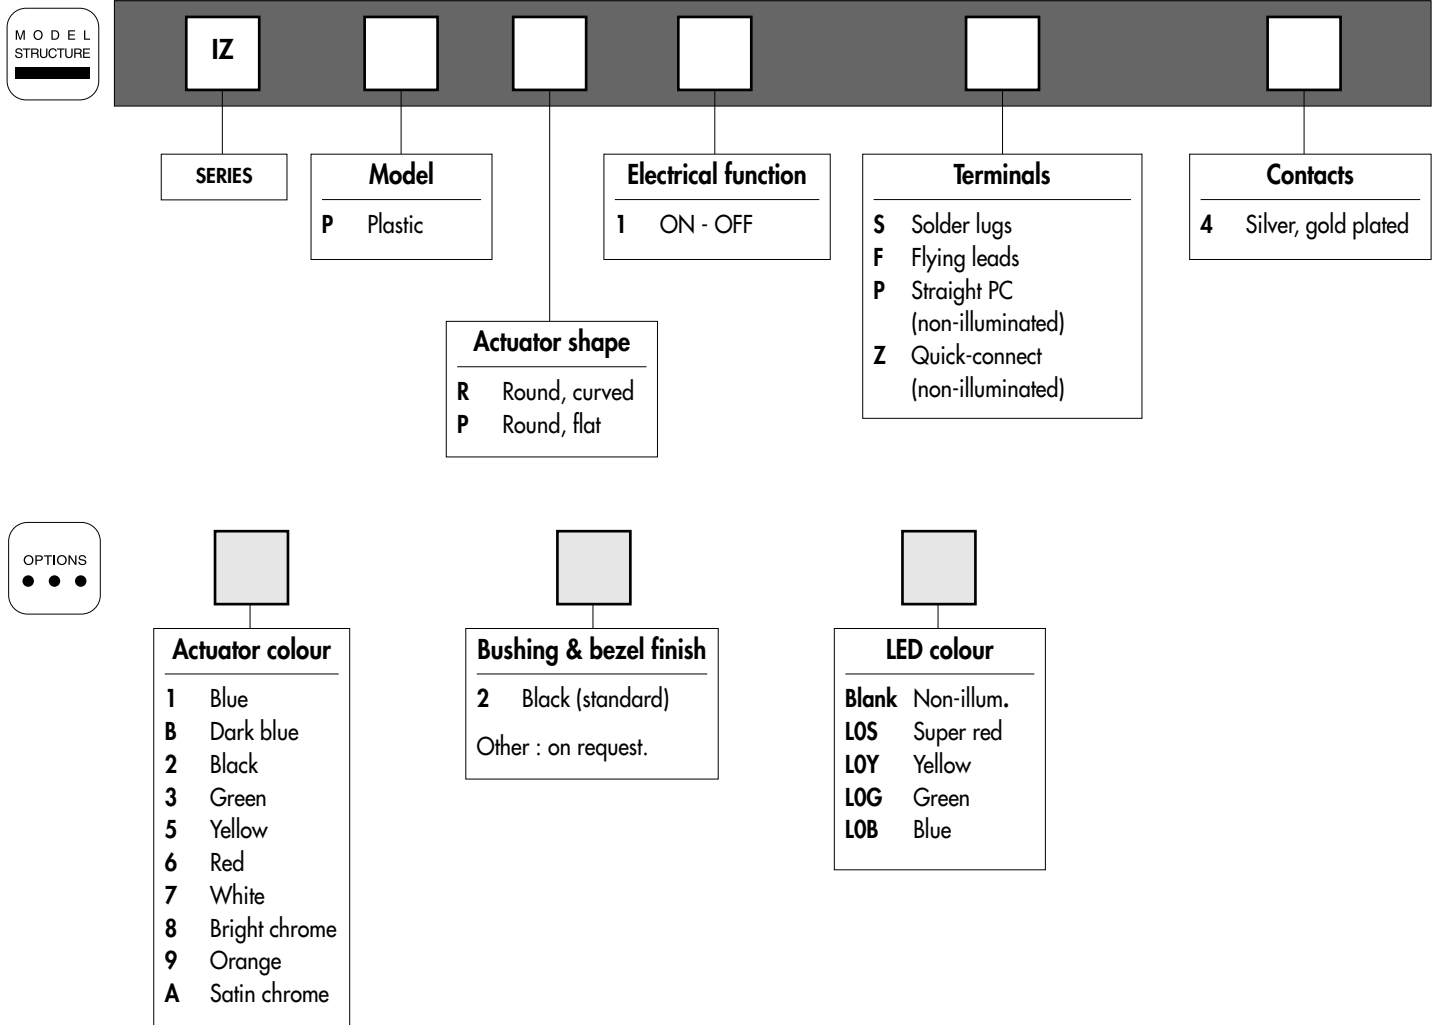 MODEL
STRUCTURE
IZ
SERIES
Model
P Plastic
Actuator shape
R Round, curved
P Round, flat
Electrical function
1 ON - OFF
Terminals
S Solder lugs
F Flying leads
P Straight PC
(non-illuminated)
Z Quick-connect
(non-illuminated)
Contacts
4 Silver, gold plated
OPTIONS
Actuator colour
1 Blue
B Dark blue
2 Black
3 Green
5 Yellow
6 Red
7 White
8 Bright chrome
9 Orange
A Satin chrome
Bushing & bezel finish
2 Black (standard)
Other : on request.
LED colour
Blank Non-illum.
L0S Super red
L0Y Yellow
L0G Green
L0B Blue